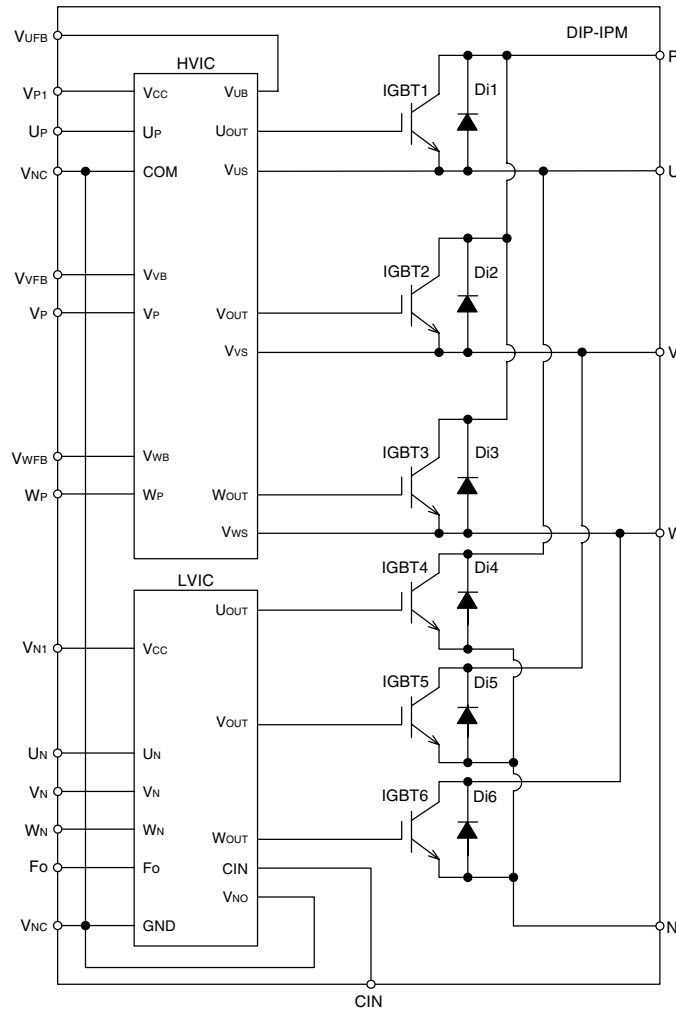 DIP-IPM
VUFB
P
HVIC
IGBT1
Di1
VP1
VCC
VUB
UP
UP
UOUT
VNC
COM
VUS
U
IGBT2
Di2
VVFB
VVB
VP
VP
VOUT
VVS
V
IGBT3
Di3
VWFB
VWB
WP
WP
WOUT
VWS
W
IGBT4
Di4
LVIC
UOUT
VN1
VCC
IGBT5
Di5
VOUT
UN
UN
VN
VN
IGBT6
Di6
WN
WN
WOUT
Fo
Fo
CIN
VNO
VNC
GND
N
CIN